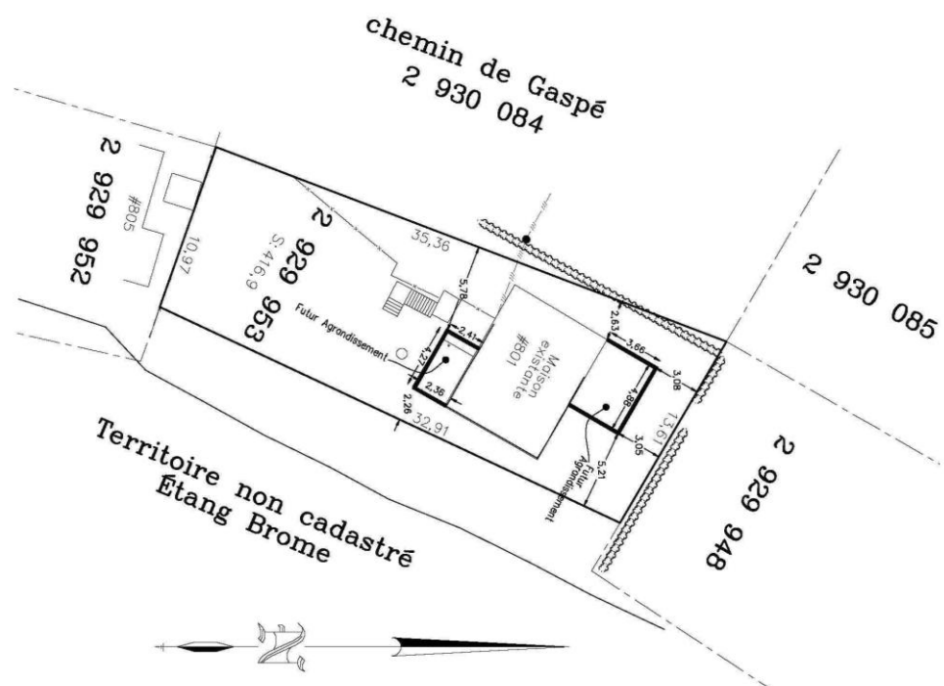 chemin de Gaspé
2 930 084
2 929 952
#805
10,97
2 929 953
S:416,9
35,36
5,78
2,41
Futur Agrandissement
4,27
2,36
2,26
32,91
Maison
existante
#801
2,63
3,66
3,08
4,88
13,61
3,05
5,21
Futur
Agrandissement
2 930 085
2 929 948
Territoire non cadastré
Étang Brome